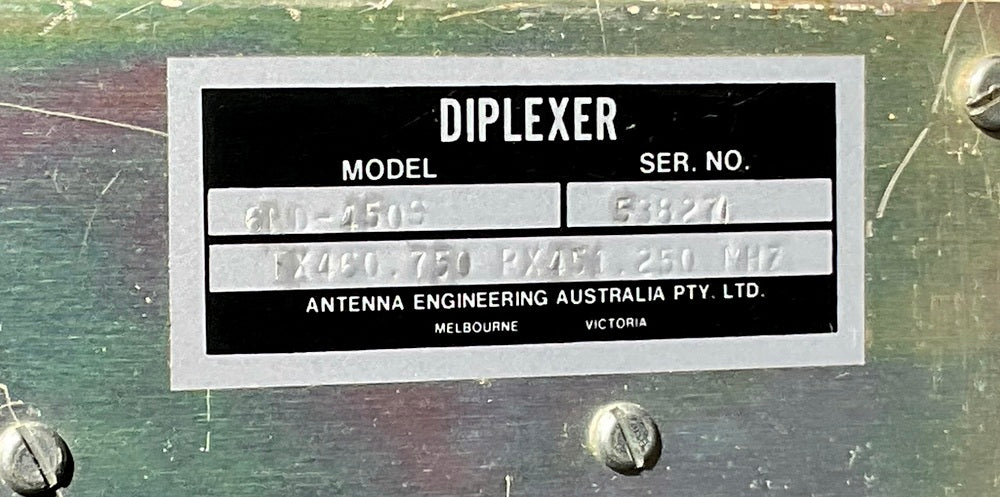 DIPLEXER
MODEL SER. NO.
TX460.750 RX451.250 MHZ
ANTENNA ENGINEERING AUSTRALIA PTY. LTD.
MELBOURNE VICTORIA